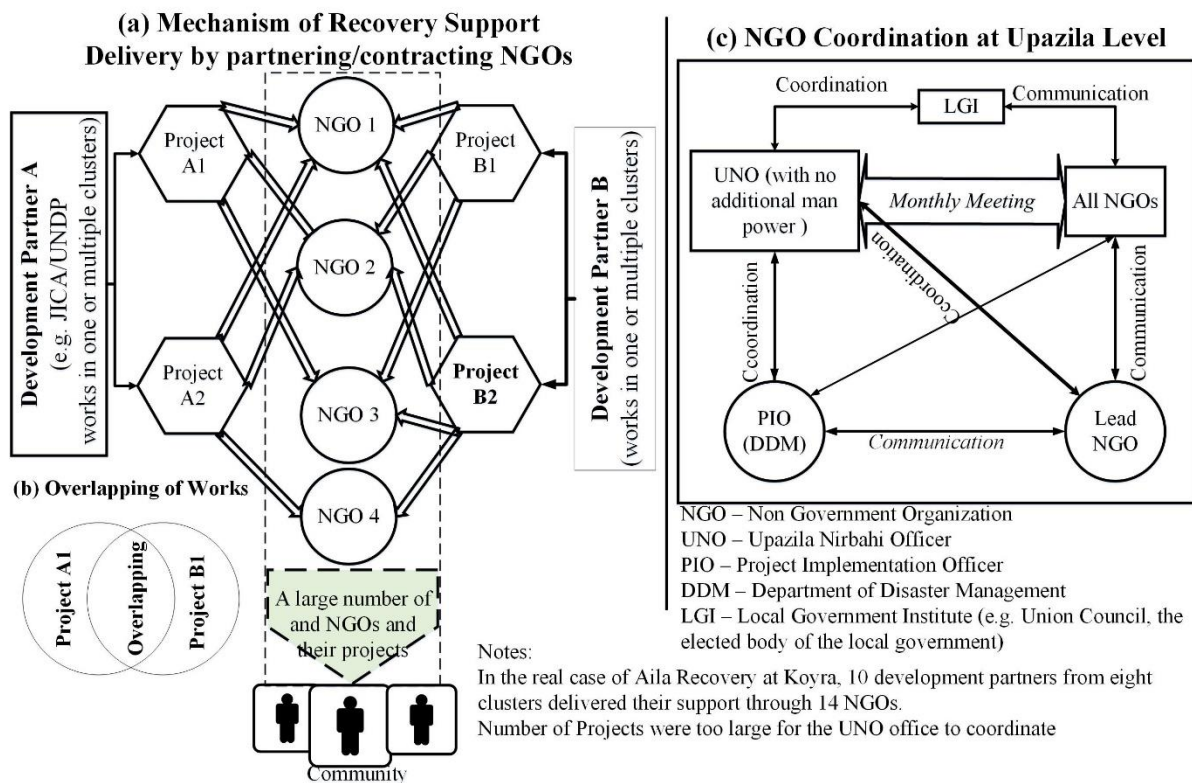 (a) Mechanism of Recovery Support
Delivery by partnering/contracting NGOs
Development Partner A
(e.g. JICA/UNDP
works in one or multiple clusters)
Project
A1
Project
A2
NGO 1
NGO 2
NGO 3
NGO 4
Project
B1
Project
B2
Development Partner B
(works in one or multiple clusters)
(b) Overlapping of Works
Project A1
Overlapping
Project B1
A large number of
and NGOs and
their projects
Community
(c) NGO Coordination at Upazila Level
Coordination
LGI
Communication
UNO (with no
additional man
power )
Monthly Meeting
All NGOs
Ccoordination
Ccoordination
Communication
PIO
(DDM)
Communication
Lead
NGO
NGO – Non Government Organization
UNO – Upazila Nirbahi Officer
PIO – Project Implementation Officer
DDM – Department of Disaster Management
LGI – Local Government Institute (e.g. Union Council, the
elected body of the local government)
Notes:
In the real case of Aila Recovery at Koyra, 10 development partners from eight
clusters delivered their support through 14 NGOs.
Number of Projects were too large for the UNO office to coordinate